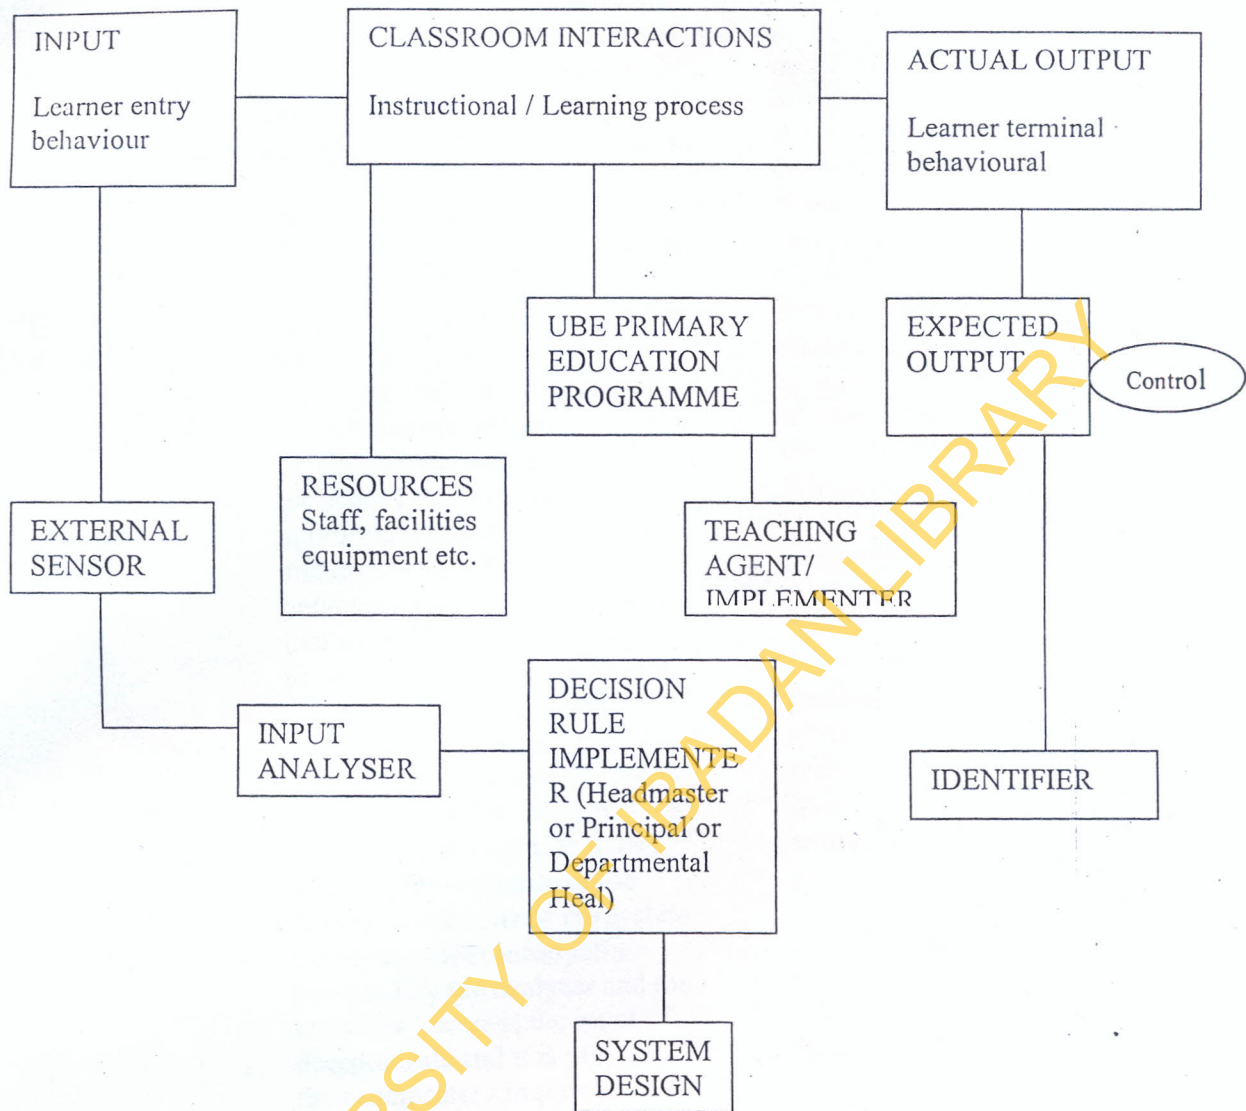 INPUT
Learner entry
behaviour
CLASSROOM INTERACTIONS
Instructional / Learning process
ACTUAL OUTPUT
Learner terminal
behavioural
UBE PRIMARY
EDUCATION
PROGRAMME
EXPECTED
OUTPUT
Control
RESOURCES
Staff, facilities
equipment etc.
EXTERNAL
SENSOR
TEACHING
AGENT/
IMPLEMENTER
INPUT
ANALYSER
DECISION
RULE
IMPLEMENTE
R (Headmaster
or Principal or
Departmental
Heal)
IDENTIFIER
SYSTEM
DESIGN
ERSITY OF IBADAN LIBRARY